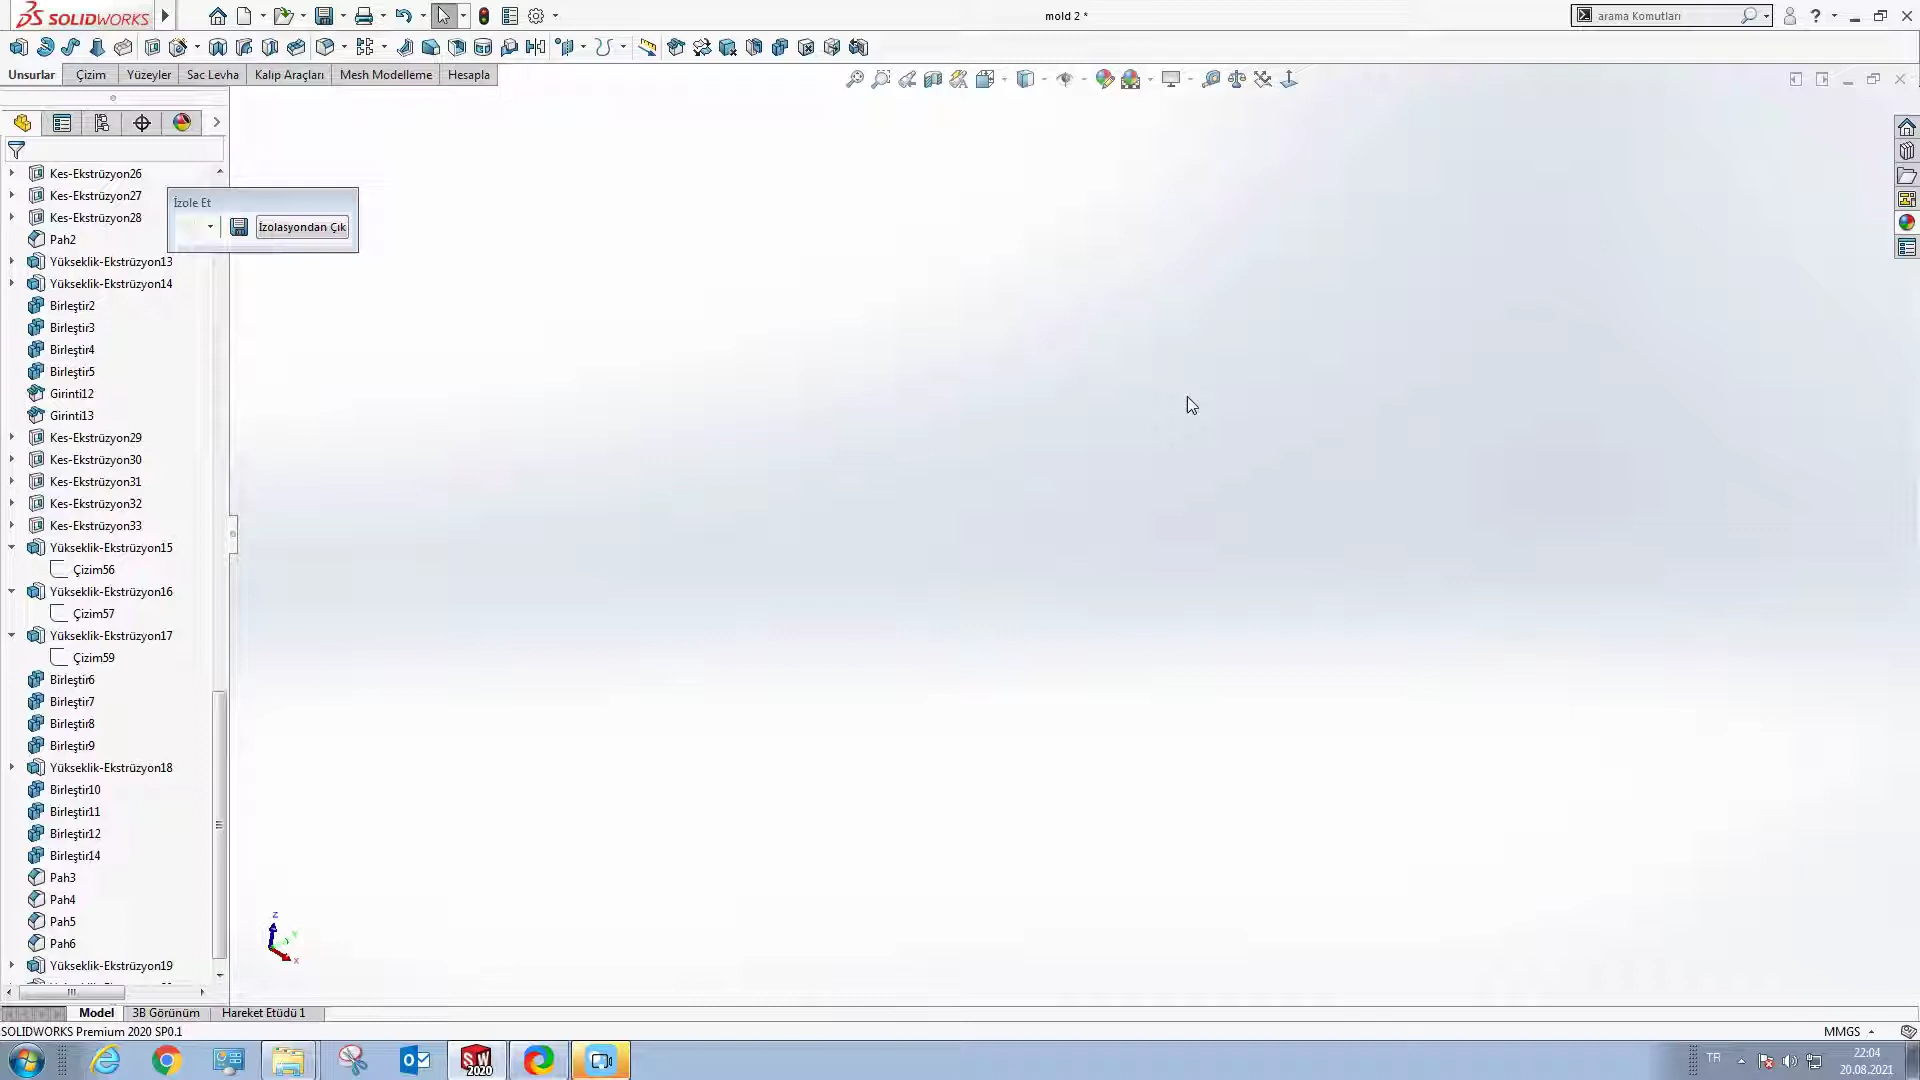 SOLIDWORKS
mold 2 *
arama Komutları
Unsurlar
Çizim
Yüzeyler
Sac Levha
Kalıp Araçları
Mesh Modelleme
Hesapla
Kes-Ekstrüzyon26
Kes-Ekstrüzyon27
Kes-Ekstrüzyon28
Pah2
Yükseklik-Ekstrüzyon13
Yükseklik-Ekstrüzyon14
Birleştir2
Birleştir3
Birleştir4
Birleştir5
Girinti12
Girinti13
Kes-Ekstrüzyon29
Kes-Ekstrüzyon30
Kes-Ekstrüzyon31
Kes-Ekstrüzyon32
Kes-Ekstrüzyon33
Yükseklik-Ekstrüzyon15
Çizim56
Yükseklik-Ekstrüzyon16
Çizim57
Yükseklik-Ekstrüzyon17
Çizim59
Birleştir6
Birleştir7
Birleştir8
Birleştir9
Yükseklik-Ekstrüzyon18
Birleştir10
Birleştir11
Birleştir12
Birleştir14
Pah3
Pah4
Pah5
Pah6
Yükseklik-Ekstrüzyon19
İzole Et
İzolasyondan Çık
Z
Y
X
Model
3B Görünüm
Hareket Etüdü 1
SOLIDWORKS Premium 2020 SP0.1
MMGS
SW
2020
TR
22:04
20.08.2021